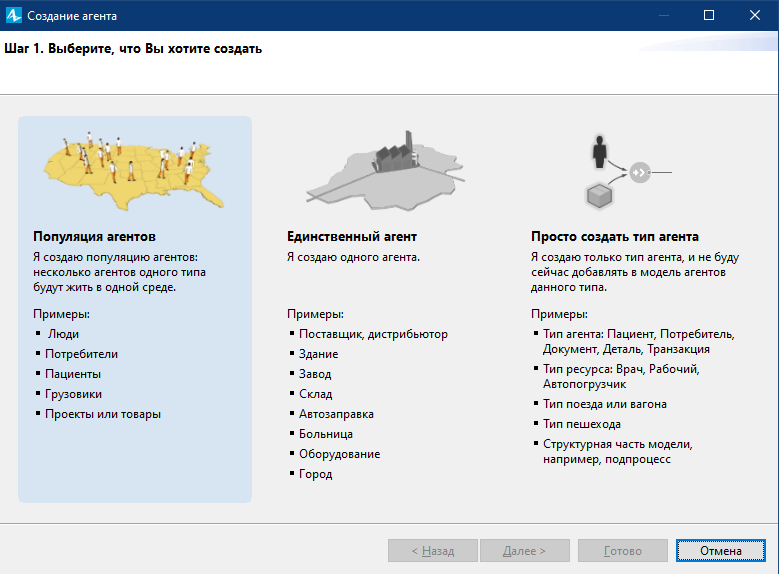 Создание агента
Шаг 1. Выберите, что Вы хотите создать
Популяция агентов
Я создаю популяцию агентов:
несколько агентов одного типа
будут жить в одной среде.
Примеры:
▪ Люди
▪ Потребители
▪ Пациенты
▪ Грузовики
▪ Проекты или товары
Единственный агент
Я создаю одного агента.
Примеры:
▪ Поставщик, дистрибьютор
▪ Здание
▪ Завод
▪ Склад
▪ Автозаправка
▪ Больница
▪ Оборудование
▪ Город
Просто создать тип агента
Я создаю только тип агента, и не буду
сейчас добавлять в модель агентов
данного типа.
Примеры:
▪ Тип агента: Пациент, Потребитель,
Документ, Деталь, Транзакция
▪ Тип ресурса: Врач, Рабочий,
Автопогрузчик
▪ Тип поезда или вагона
▪ Тип пешехода
▪ Структурная часть модели,
например, подпроцесс
< Назад
Далее >
Готово
Отмена